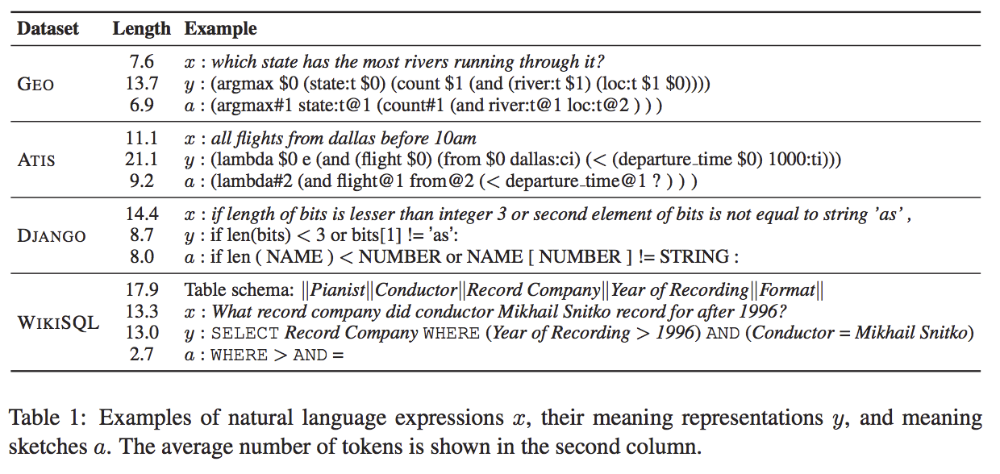 Dataset Length Example
7.6 x : which state has the most rivers running through it?
GEO 13.7 y : (argmax $0 (state:t $0) (count $1 (and (river:t $1) (loc:t $1 $0))))
6.9 a : (argmax#1 state:t@1 (count#1 (and river:t@1 loc:t@2 ) ) )
11.1 x : all flights from dallas before 10am
ATIS 21.1 y : (lambda $0 e (and (flight $0) (from $0 dallas:ci) (< (departure_time $0) 1000:ti)))
9.2 a : (lambda#2 (and flight@1 from@2 (< departure_time@1 ? ) ) )
14.4 x : if length of bits is lesser than integer 3 or second element of bits is not equal to string 'as' ,
DJANGO 8.7 y : if len(bits) < 3 or bits[1] != 'as':
8.0 a : if len ( NAME ) < NUMBER or NAME [ NUMBER ] != STRING :
17.9 Table schema: ||Pianist||Conductor||Record Company||Year of Recording||Format||
13.3 x : What record company did conductor Mikhail Snitko record for after 1996?
WIKISQL 13.0 y : SELECT Record Company WHERE (Year of Recording > 1996) AND (Conductor = Mikhail Snitko)
2.7 a : WHERE > AND =
Table 1: Examples of natural language expressions x, their meaning representations y, and meaning
sketches a. The average number of tokens is shown in the second column.